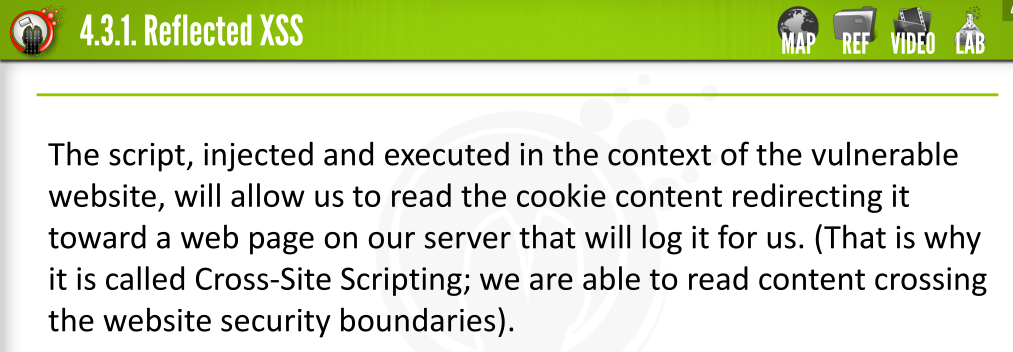 4.3.1. Reflected XSS
MAP REF VIDEO LAB
The script, injected and executed in the context of the vulnerable
website, will allow us to read the cookie content redirecting it
toward a web page on our server that will log it for us. (That is why
it is called Cross-Site Scripting; we are able to read content crossing
the website security boundaries).